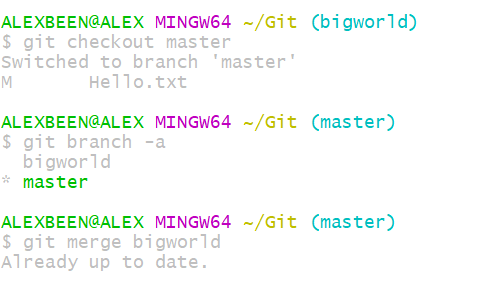 ALEXBEEN@ALEX MINGW64 ~/Git (bigworld)
$ git checkout master
Switched to branch 'master'
M       Hello.txt
ALEXBEEN@ALEX MINGW64 ~/Git (master)
$ git branch -a
  bigworld
* master
ALEXBEEN@ALEX MINGW64 ~/Git (master)
$ git merge bigworld
Already up to date.